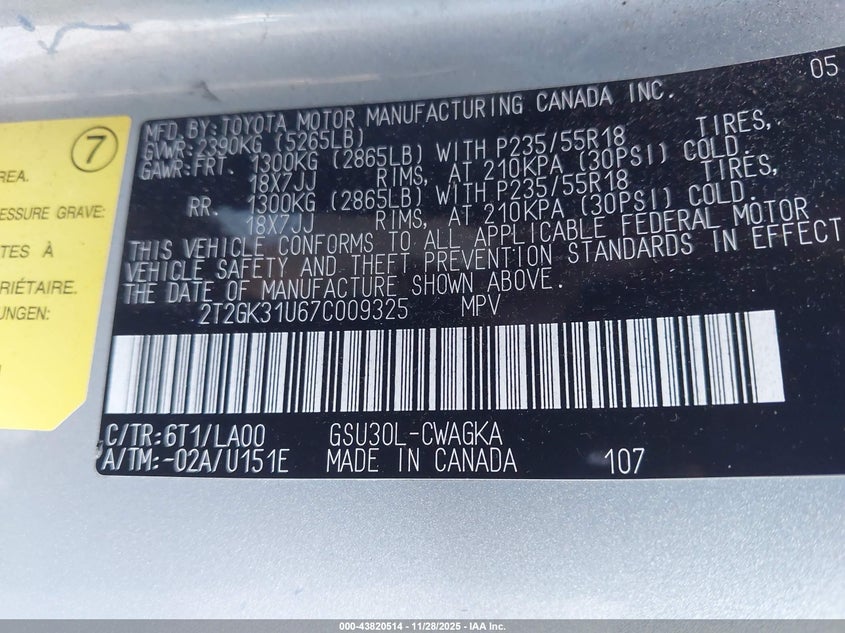 05
MFD. BY: TOYOTA MOTOR MANUFACTURING CANADA INC.
GVWR: 2390KG (5265LB)
GAWR: FRT. 1300KG (2865LB) WITH P235/55R18 TIRES,
18X7JJ RIMS, AT 210KPA (30PSI) COLD.
RR. 1300KG (2865LB) WITH P235/55R18 TIRES,
18X7JJ RIMS, AT 210KPA (30PSI) COLD.
THIS VEHICLE CONFORMS TO ALL APPLICABLE FEDERAL MOTOR
VEHICLE SAFETY AND THEFT PREVENTION STANDARDS IN EFFECT
THE DATE OF MANUFACTURE SHOWN ABOVE.
2T2GK31U67C009325 MPV
C/TR:6T1/LA00 GSU30L-CWAGKA
A/TM:-02A/U151E MADE IN CANADA 107
7
REA.
ESSURE GRAVE:
TES À
RIÉTAIRE.
UNGEN:
000-43820514 - 11/28/2025 - IAA Inc.